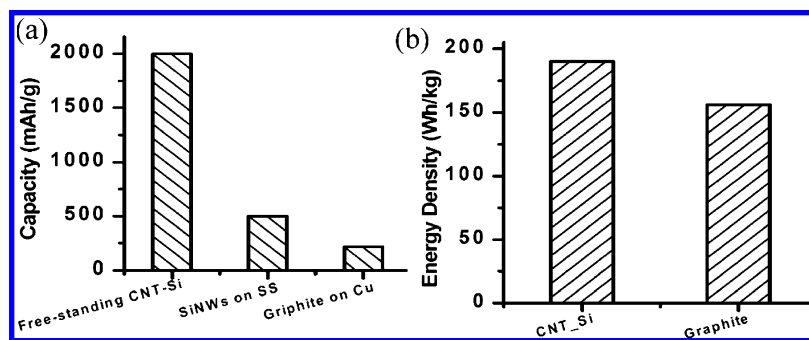 (a)
Capacity (mAh/g)
2000
1500
1000
500
0
Free-standing CNT-Si
SiNWs on SS
Griphite on Cu
(b)
Energy Density (Wh/kg)
200
150
100
50
0
CNT_Si
Graphite